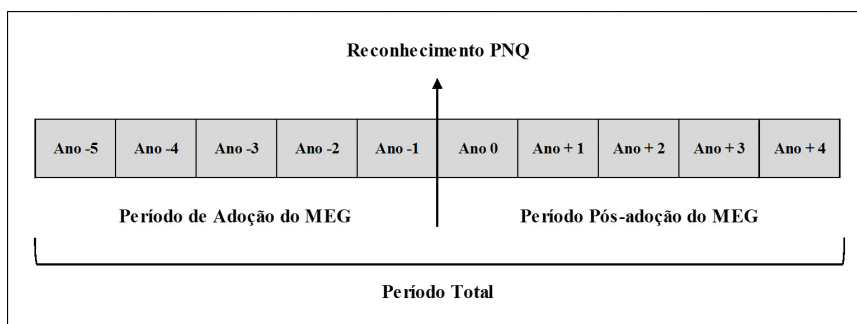 Reconhecimento PNQ
Ano -5 Ano -4 Ano -3 Ano -2 Ano -1 Ano 0 Ano + 1 Ano + 2 Ano + 3 Ano + 4
Período de Adoção do MEG Período Pós-adoção do MEG
Período Total